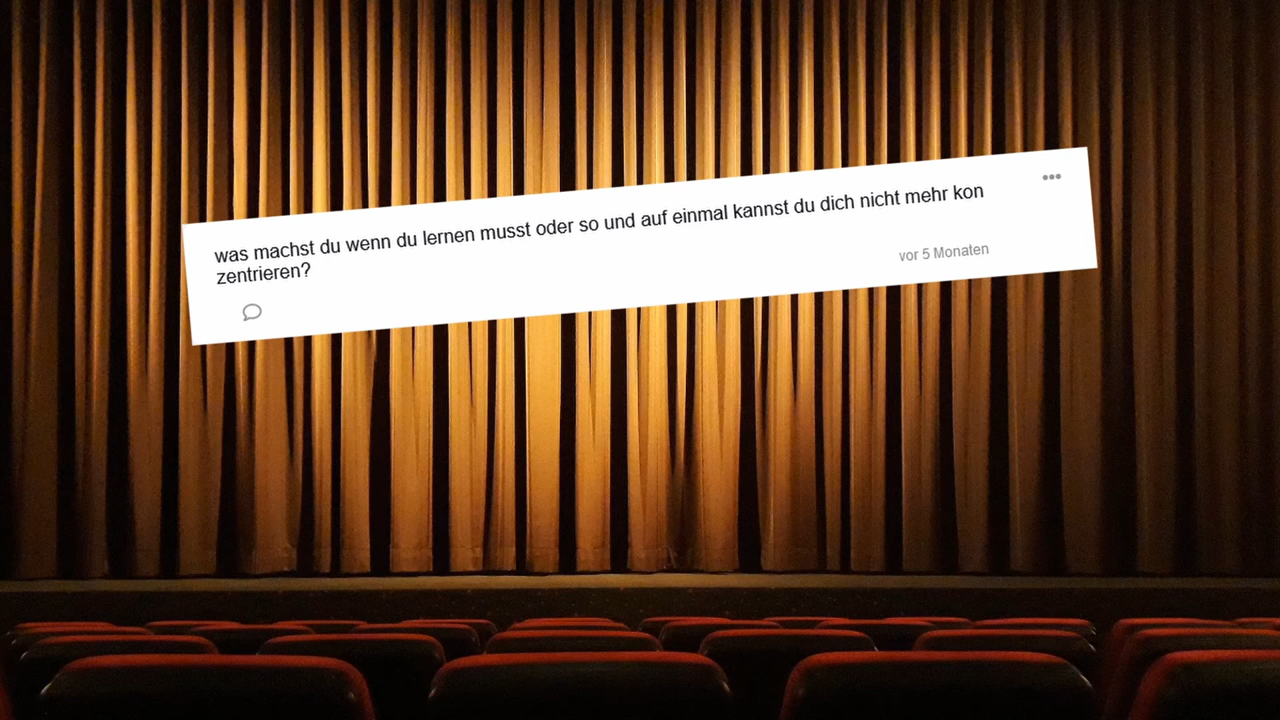 was machst du wenn du lernen musst oder so und auf einmal kannst du dich nicht mehr kon
zentrieren?
vor 5 Monaten